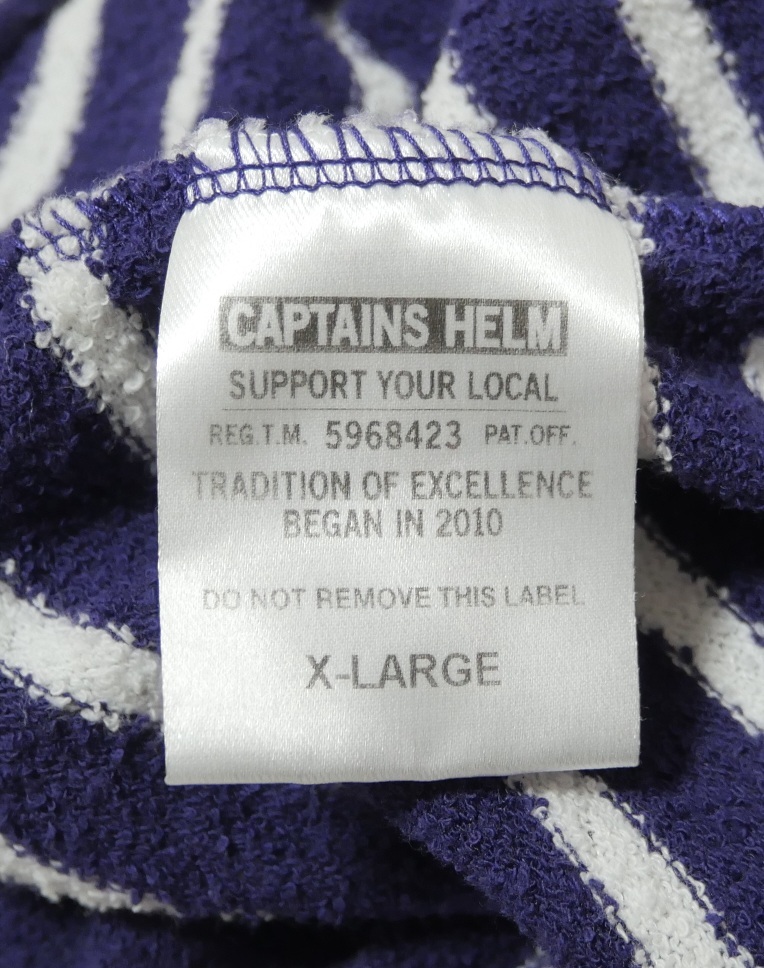 CAPTAINS HELM
SUPPORT YOUR LOCAL
REG.T.M. 5968423 PAT.OFF.
TRADITION OF EXCELLENCE
BEGAN IN 2010
DO NOT REMOVE THIS LABEL
X-LARGE